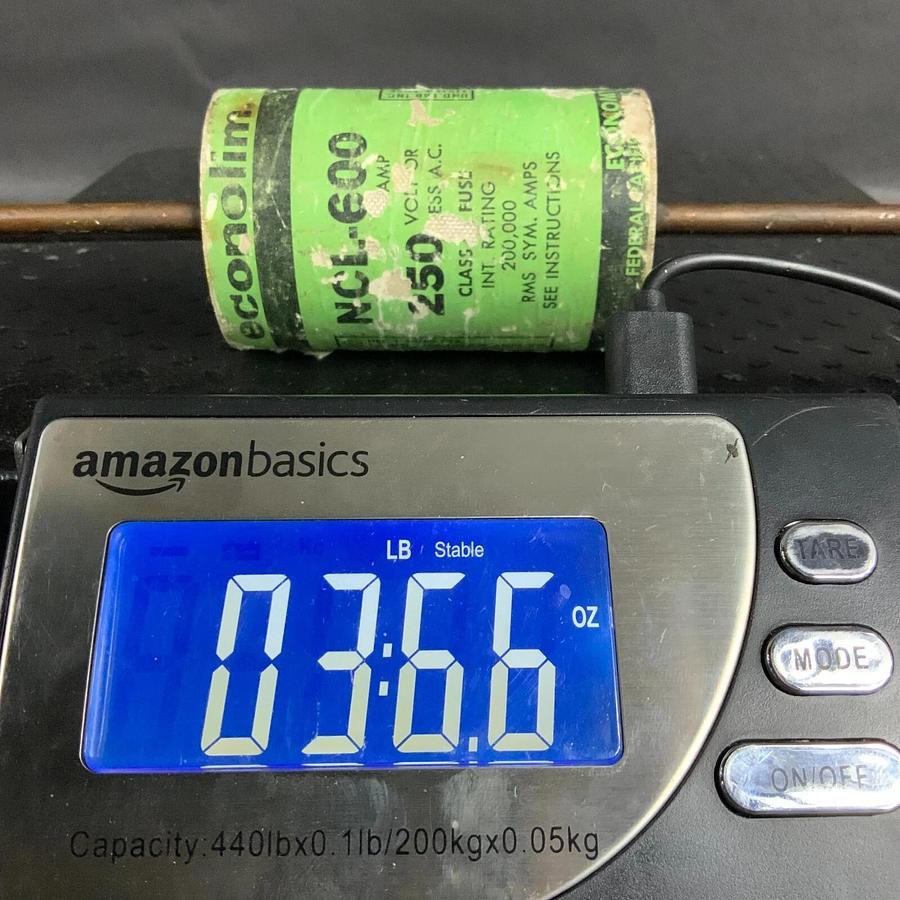 econolim.
NCL-600
AMP
250 VOLT OR
LESS A.C.
CLASS FUSE
INT. RATING
200,000
RMS SYM. AMPS
SEE INSTRUCTIONS
ECONOMY
FEDERAL
amazonbasics
LB Stable
03:6.6 OZ
TARE
MODE
ON/OFF
Capacity:440lbx0.1lb/200kgx0.05kg